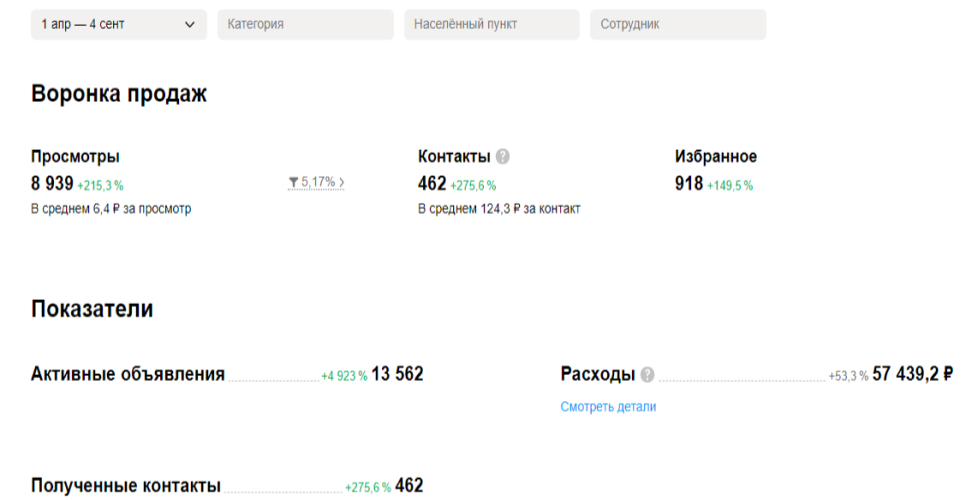 1 апр — 4 сент Категория Населённый пункт Сотрудник
Воронка продаж
Просмотры Контакты ? Избранное
8 939 +215,3 % 5,17% > 462 +275,6 % 918 +149,5 %
В среднем 6,4 ₽ за просмотр В среднем 124,3 ₽ за контакт
Показатели
Активные объявления +4 923 % 13 562 Расходы ? +53,3 % 57 439,2 ₽
Смотреть детали
Полученные контакты +275,6 % 462